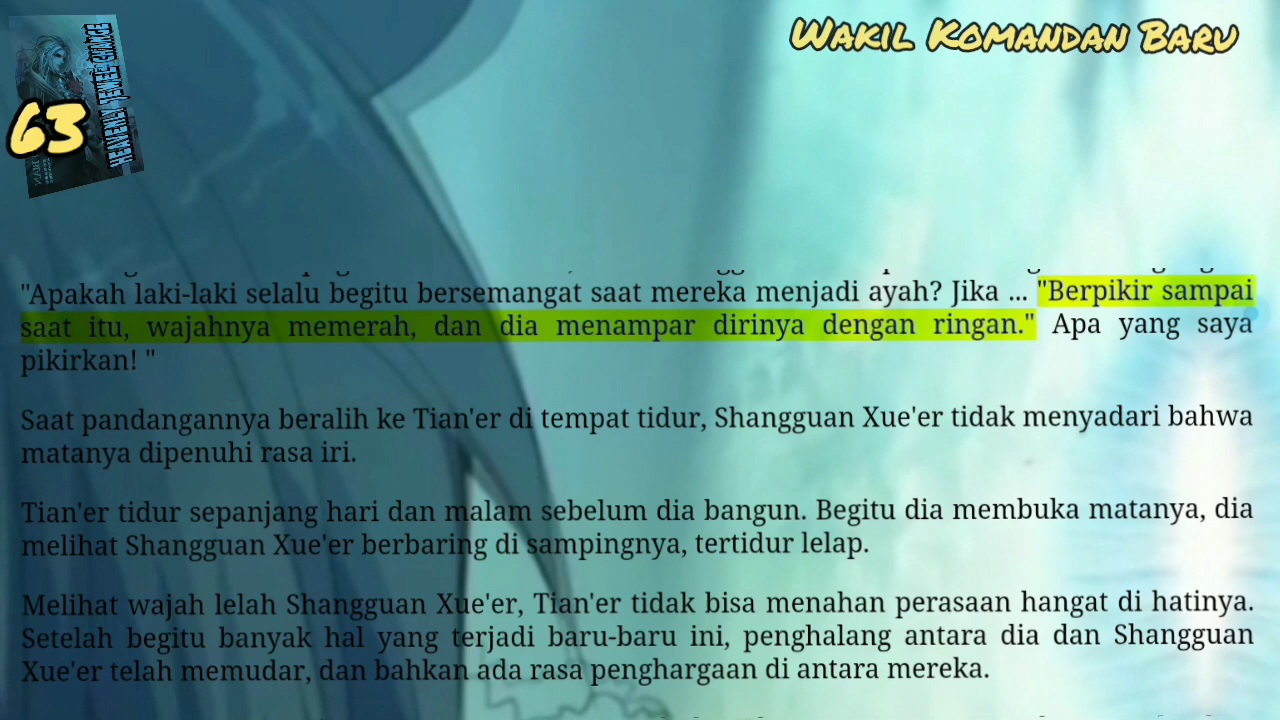 Wakil Komandan Baru
63
HEAVENLY JEWEL CHANGE
"Apakah laki-laki selalu begitu bersemangat saat mereka menjadi ayah? Jika ... "Berpikir sampai
saat itu, wajahnya memerah, dan dia menampar dirinya dengan ringan." Apa yang saya
pikirkan! "
Saat pandangannya beralih ke Tian'er di tempat tidur, Shangguan Xue'er tidak menyadari bahwa
matanya dipenuhi rasa iri.
Tian'er tidur sepanjang hari dan malam sebelum dia bangun. Begitu dia membuka matanya, dia
melihat Shangguan Xue'er berbaring di sampingnya, tertidur lelap.
Melihat wajah lelah Shangguan Xue'er, Tian'er tidak bisa menahan perasaan hangat di hatinya.
Setelah begitu banyak hal yang terjadi baru-baru ini, penghalang antara dia dan Shangguan
Xue'er telah memudar, dan bahkan ada rasa penghargaan di antara mereka.